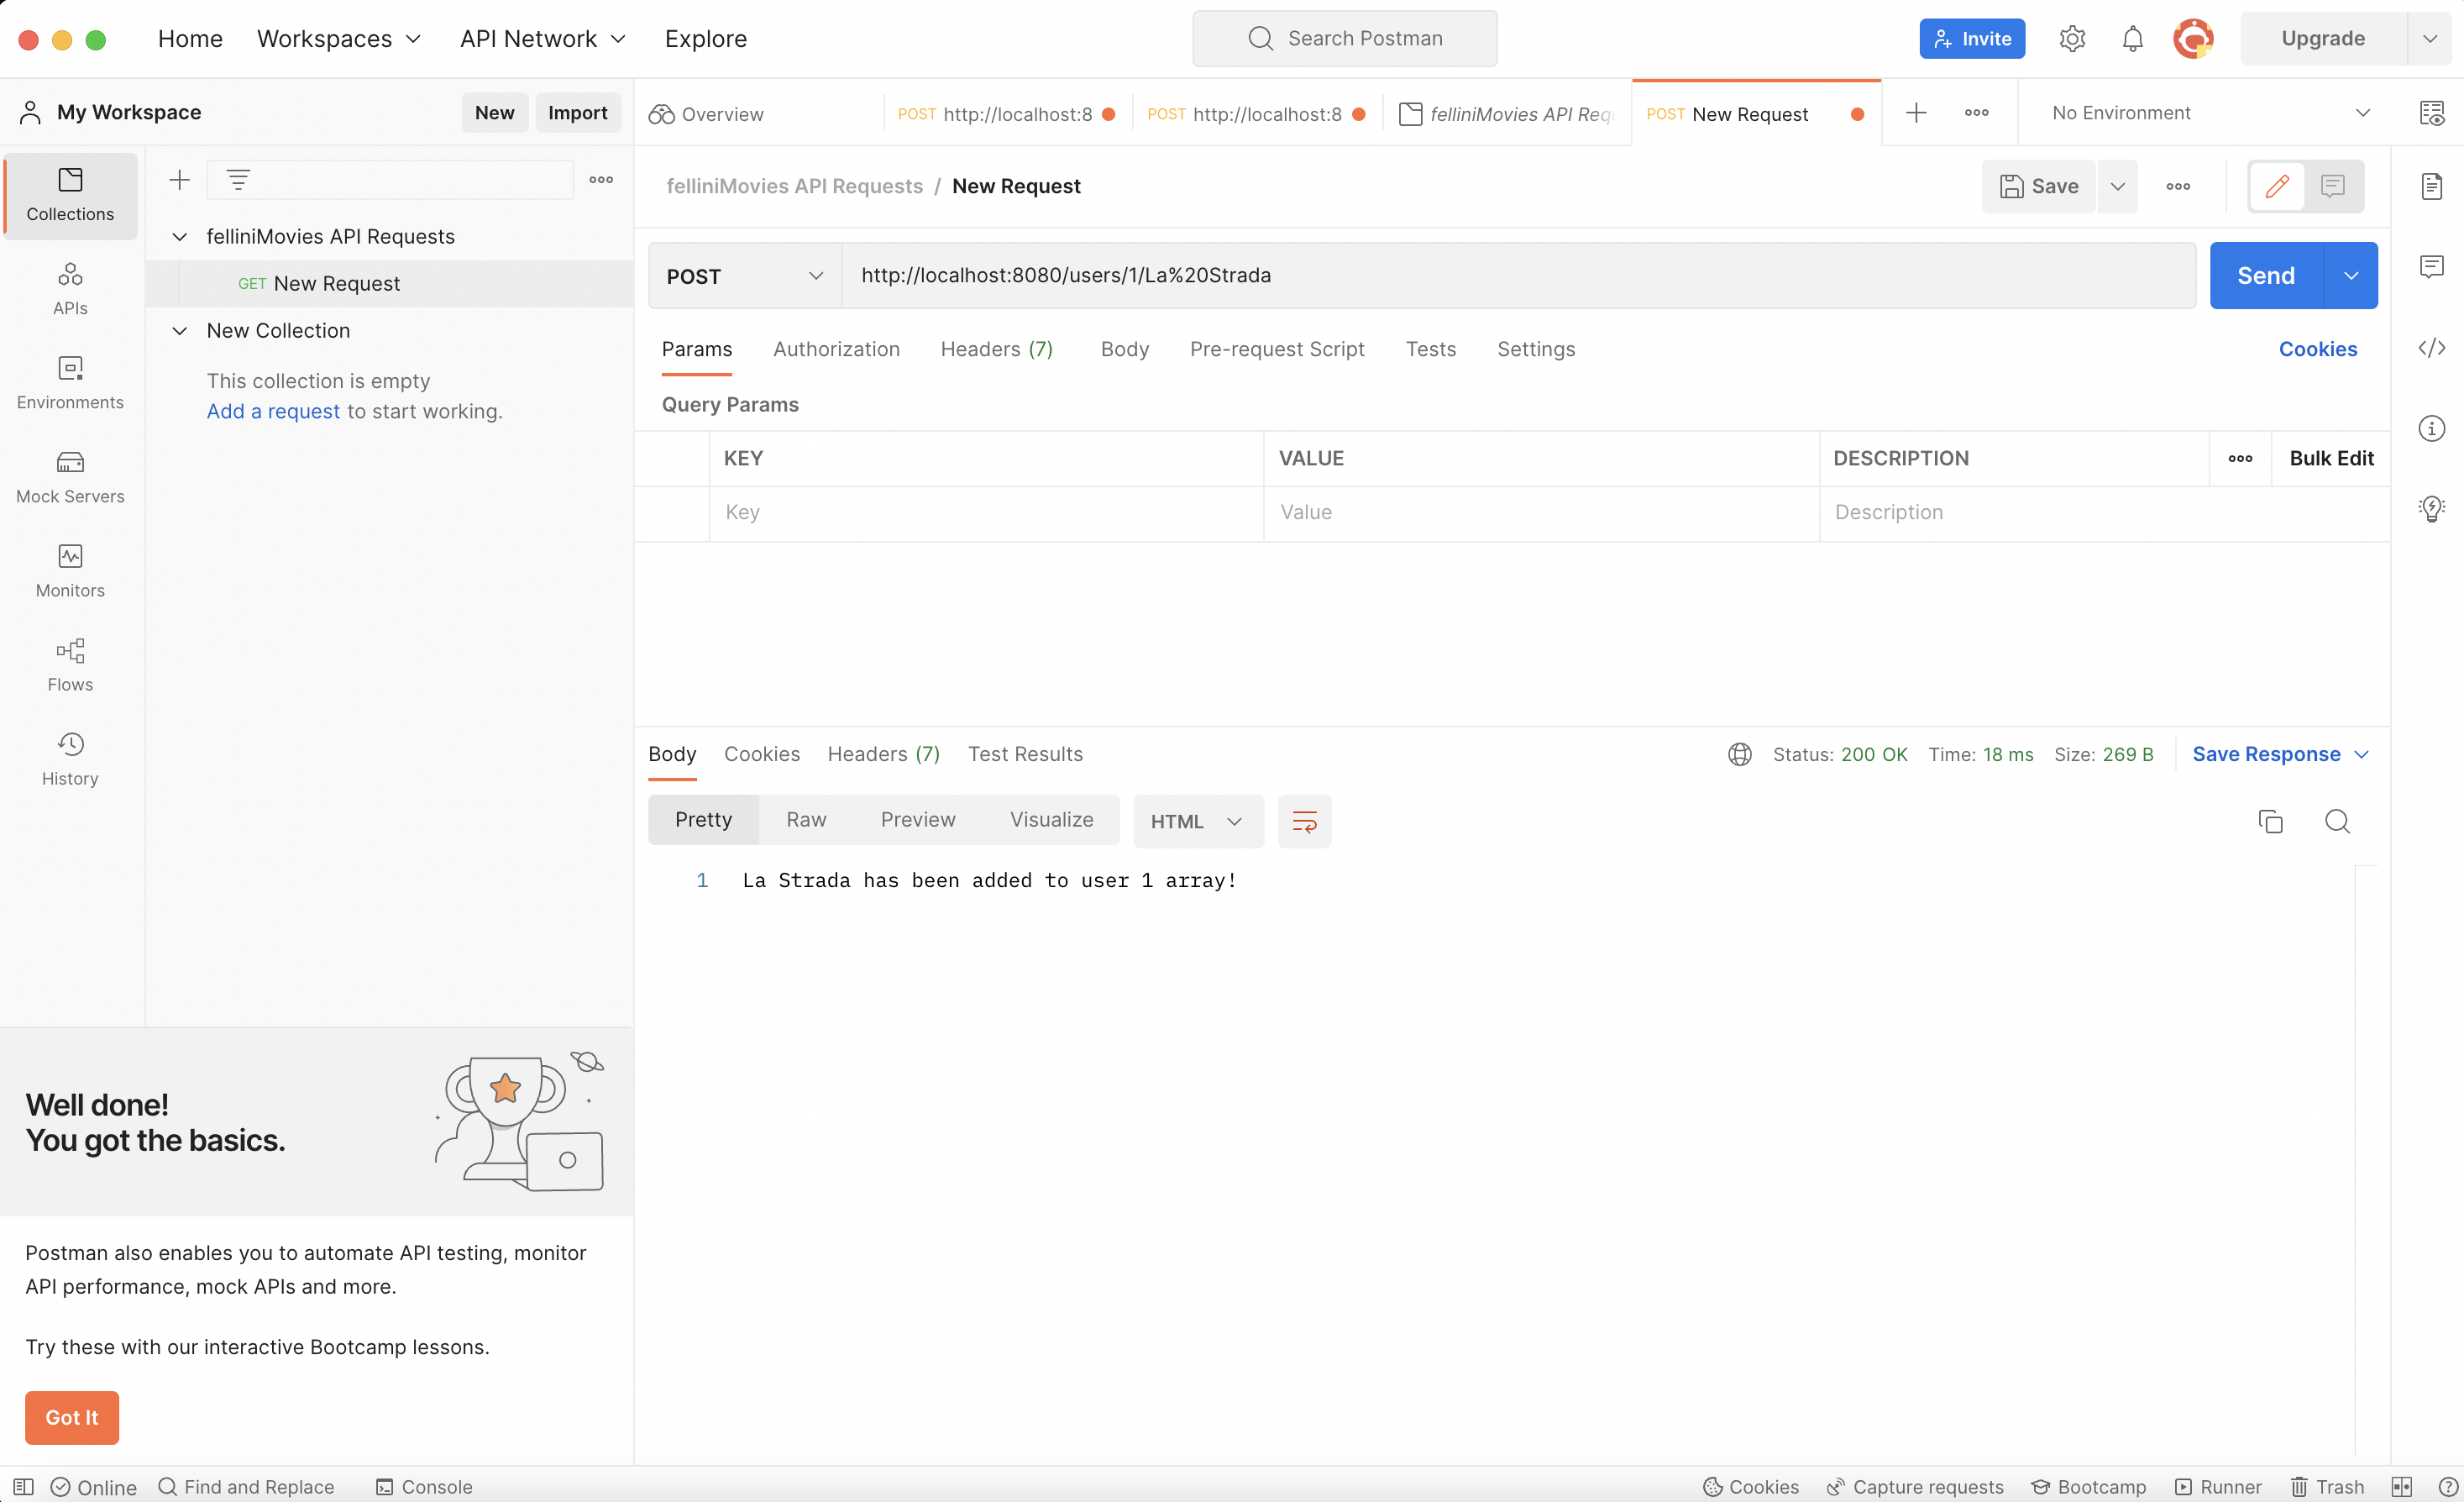 Home Workspaces API Network Explore Search Postman Invite Upgrade
My Workspace New Import Overview POST http://localhost:8 POST http://localhost:8 felliniMovies API Requ POST New Request No Environment
Collections
APIs
Environments
Mock Servers
Monitors
Flows
History
felliniMovies API Requests
GET New Request
New Collection
This collection is empty
Add a request to start working.
felliniMovies API Requests / New Request Save
POST http://localhost:8080/users/1/La%20Strada Send
Params Authorization Headers (7) Body Pre-request Script Tests Settings Cookies
Query Params
KEY VALUE DESCRIPTION Bulk Edit
Key Value Description
Body Cookies Headers (7) Test Results Status: 200 OK Time: 18 ms Size: 269 B Save Response
Pretty Raw Preview Visualize HTML
1 La Strada has been added to user 1 array!
Well done!
You got the basics.
Postman also enables you to automate API testing, monitor
API performance, mock APIs and more.
Try these with our interactive Bootcamp lessons.
Got It
Online Find and Replace Console Cookies Capture requests Bootcamp Runner Trash